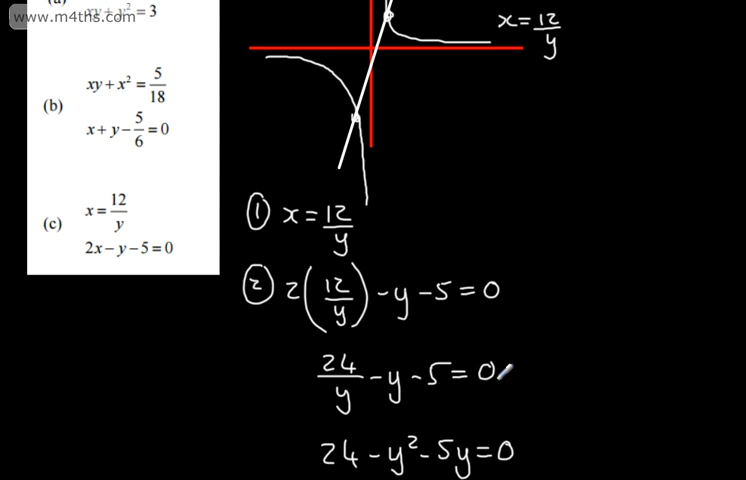 www.m4ths.com
= 3
x = 12/y
(b)
xy + x² = 5/18
x + y − 5/6 = 0
(c)
x = 12/y
2x − y − 5 = 0
① x = 12/y
② 2(12/y) − y − 5 = 0
24/y − y − 5 = 0
24 − y² − 5y = 0